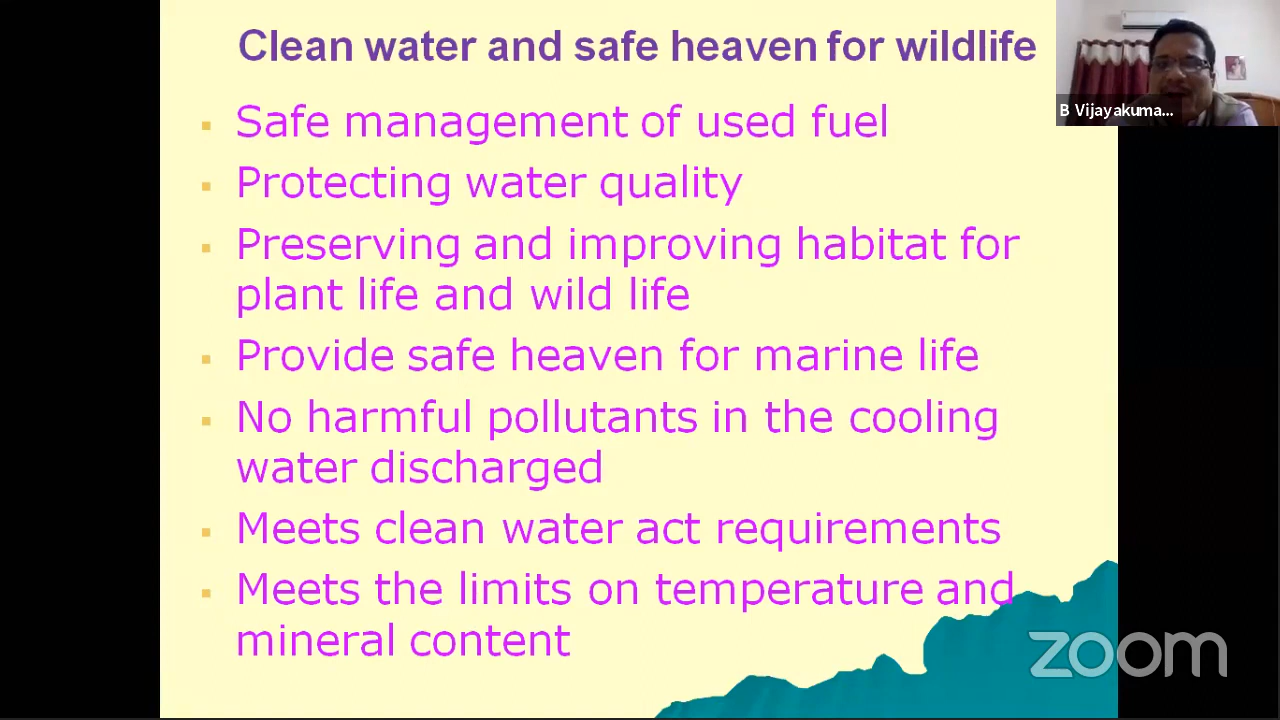 Clean water and safe heaven for wildlife
Safe management of used fuel
Protecting water quality
Preserving and improving habitat for
plant life and wild life
Provide safe heaven for marine life
No harmful pollutants in the cooling
water discharged
Meets clean water act requirements
Meets the limits on temperature and
mineral content
B Vijayakuma...
zoom